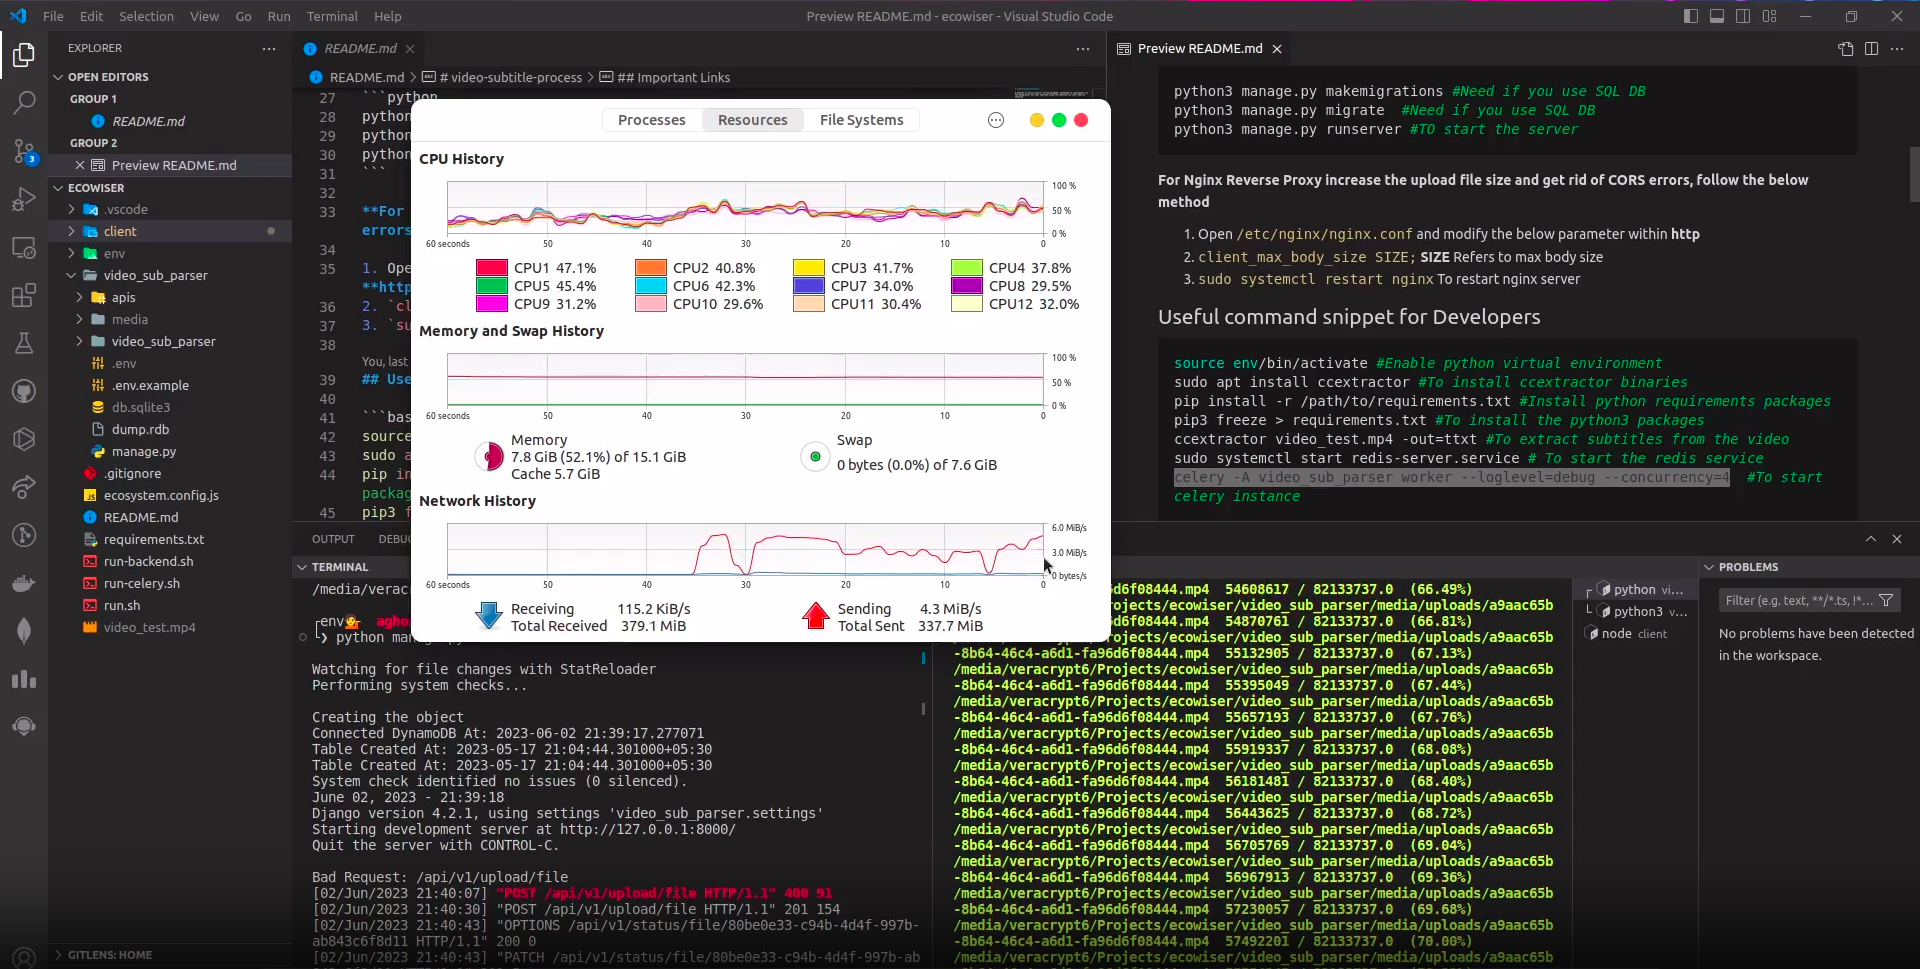 File Edit Selection View Go Run Terminal Help
Preview README.md - ecowiser - Visual Studio Code
EXPLORER
OPEN EDITORS
GROUP 1
README.md
GROUP 2
Preview README.md
ECOWISER
.vscode
client
env
video_sub_parser
apis
media
video_sub_parser
.env
.env.example
db.sqlite3
dump.rdb
manage.py
.gitignore
ecosystem.config.js
README.md
requirements.txt
run-backend.sh
run-celery.sh
run.sh
video_test.mp4
GITLENS: HOME
3
README.md
README.md > # video-subtitle-process > ## Important Links
27 ```python
28 python
29 python
30 python
31 ```
32
33 **For
errors
34
35 1. Ope
**http
36 2. `cl
37 3. `su
38
You, last
39 ## Use
40
41 ```bas
42 source
43 sudo a
44 pip in
packag
45 pip3 f
Processes Resources File Systems
CPU History
100 %
50 %
0 %
60 seconds 50 40 30 20 10 0
CPU1 47.1% CPU2 40.8% CPU3 41.7% CPU4 37.8%
CPU5 45.4% CPU6 42.3% CPU7 34.0% CPU8 29.5%
CPU9 31.2% CPU10 29.6% CPU11 30.4% CPU12 32.0%
Memory and Swap History
100 %
50 %
0 %
60 seconds 50 40 30 20 10 0
Memory
7.8 GiB (52.1%) of 15.1 GiB
Cache 5.7 GiB
Swap
0 bytes (0.0%) of 7.6 GiB
Network History
6.0 MiB/s
3.0 MiB/s
0 bytes/s
60 seconds 50 40 30 20 10 0
Receiving 115.2 KiB/s
Total Received 379.1 MiB
Sending 4.3 MiB/s
Total Sent 337.7 MiB
Preview README.md
python3 manage.py makemigrations #Need if you use SQL DB
python3 manage.py migrate #Need if you use SQL DB
python3 manage.py runserver #TO start the server
For Nginx Reverse Proxy increase the upload file size and get rid of CORS errors, follow the below
method
1. Open /etc/nginx/nginx.conf and modify the below parameter within http
2. client_max_body_size SIZE; SIZE Refers to max body size
3. sudo systemctl restart nginx To restart nginx server
Useful command snippet for Developers
source env/bin/activate #Enable python virtual environment
sudo apt install ccextractor #To install ccextractor binaries
pip install -r /path/to/requirements.txt #Install python requirements packages
pip3 freeze > requirements.txt #To install the python3 packages
ccextractor video_test.mp4 -out=ttxt #To extract subtitles from the video
sudo systemctl start redis-server.service # To start the redis service
celery -A video_sub_parser worker --loglevel=debug --concurrency=4 #To start
celery instance
OUTPUT DEBU
TERMINAL
/media/verac
env agho
python man
Watching for file changes with StatReloader
Performing system checks...
Creating the object
Connected DynamoDB At: 2023-06-02 21:39:17.277071
Table Created At: 2023-05-17 21:04:44.301000+05:30
Table Created At: 2023-05-17 21:04:44.301000+05:30
System check identified no issues (0 silenced).
June 02, 2023 - 21:39:18
Django version 4.2.1, using settings 'video_sub_parser.settings'
Starting development server at http://127.0.0.1:8000/
Quit the server with CONTROL-C.
Bad Request: /api/v1/upload/file
[02/Jun/2023 21:40:07] "POST /api/v1/upload/file HTTP/1.1" 400 91
[02/Jun/2023 21:40:30] "POST /api/v1/upload/file HTTP/1.1" 201 154
[02/Jun/2023 21:40:43] "OPTIONS /api/v1/status/file/80be0e33-c94b-4d4f-997b-
ab843c6f8d11 HTTP/1.1" 200 0
[02/Jun/2023 21:40:43] "PATCH /api/v1/status/file/80be0e33-c94b-4d4f-997b-ab
f08444.mp4 54608617 / 82133737.0 (66.49%)
rojects/ecowiser/video_sub_parser/media/uploads/a9aac65b
f08444.mp4 54870761 / 82133737.0 (66.81%)
rojects/ecowiser/video_sub_parser/media/uploads/a9aac65b
-8b64-46c4-a6d1-fa96d6f08444.mp4 55132905 / 82133737.0 (67.13%)
/media/veracrypt6/Projects/ecowiser/video_sub_parser/media/uploads/a9aac65b
-8b64-46c4-a6d1-fa96d6f08444.mp4 55395049 / 82133737.0 (67.44%)
/media/veracrypt6/Projects/ecowiser/video_sub_parser/media/uploads/a9aac65b
-8b64-46c4-a6d1-fa96d6f08444.mp4 55657193 / 82133737.0 (67.76%)
/media/veracrypt6/Projects/ecowiser/video_sub_parser/media/uploads/a9aac65b
-8b64-46c4-a6d1-fa96d6f08444.mp4 55919337 / 82133737.0 (68.08%)
/media/veracrypt6/Projects/ecowiser/video_sub_parser/media/uploads/a9aac65b
-8b64-46c4-a6d1-fa96d6f08444.mp4 56181481 / 82133737.0 (68.40%)
/media/veracrypt6/Projects/ecowiser/video_sub_parser/media/uploads/a9aac65b
-8b64-46c4-a6d1-fa96d6f08444.mp4 56443625 / 82133737.0 (68.72%)
/media/veracrypt6/Projects/ecowiser/video_sub_parser/media/uploads/a9aac65b
-8b64-46c4-a6d1-fa96d6f08444.mp4 56705769 / 82133737.0 (69.04%)
/media/veracrypt6/Projects/ecowiser/video_sub_parser/media/uploads/a9aac65b
-8b64-46c4-a6d1-fa96d6f08444.mp4 56967913 / 82133737.0 (69.36%)
/media/veracrypt6/Projects/ecowiser/video_sub_parser/media/uploads/a9aac65b
-8b64-46c4-a6d1-fa96d6f08444.mp4 57230057 / 82133737.0 (69.68%)
/media/veracrypt6/Projects/ecowiser/video_sub_parser/media/uploads/a9aac65b
-8b64-46c4-a6d1-fa96d6f08444.mp4 57492201 / 82133737.0 (70.00%)
python vi...
python3 v...
node client
PROBLEMS
Filter (e.g. text, **/*.ts, !*...
No problems have been detected
in the workspace.